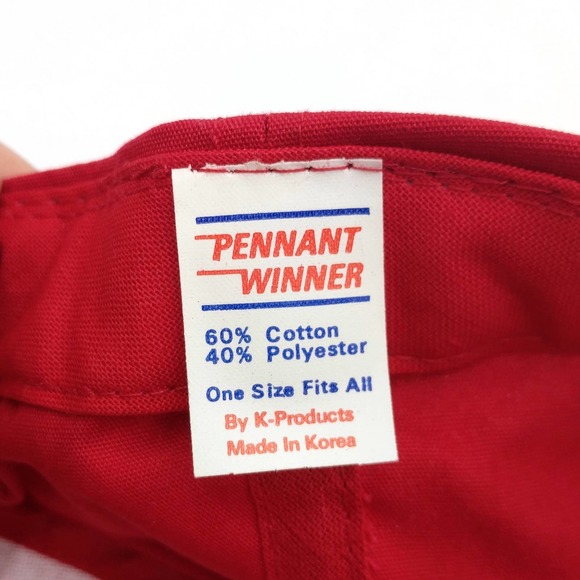 PENNANT
WINNER
60% Cotton
40% Polyester
One Size Fits All
By K-Products
Made In Korea